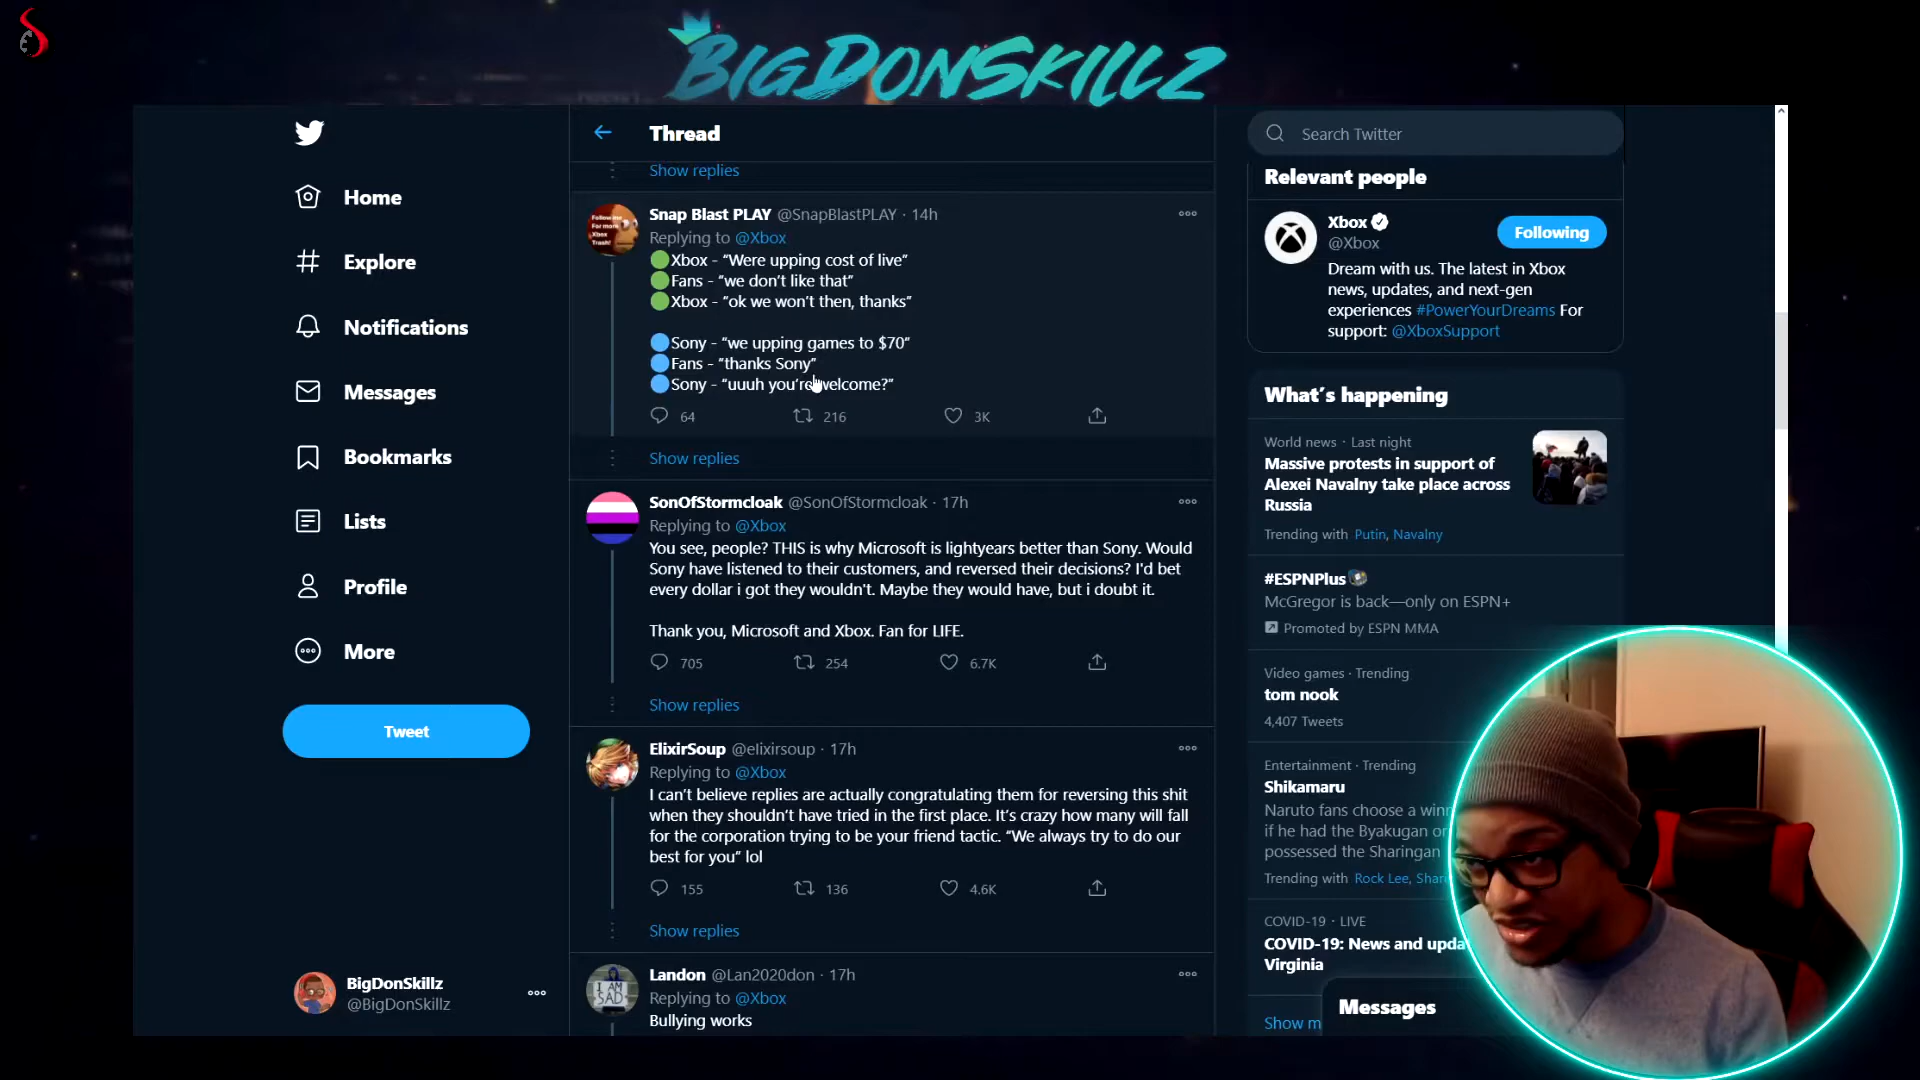 BIGDONSKILLZ
Thread
Search Twitter
Home
Explore
Notifications
Messages
Bookmarks
Lists
Profile
More
Tweet
BigDonSkillz
@BigDonSkillz
Show replies
Snap Blast PLAY @SnapBlastPLAY · 14h
Replying to @Xbox
Xbox - “Were upping cost of live”
Fans - “we don’t like that”
Xbox - “ok we won’t then, thanks”
Sony - “we upping games to $70”
Fans - “thanks Sony”
Sony - “uuuh you’re welcome?”
64 216 3K
Show replies
SonOfStormcloak @SonOfStormcloak · 17h
Replying to @Xbox
You see, people? THIS is why Microsoft is lightyears better than Sony. Would
Sony have listened to their customers, and reversed their decisions? I'd bet
every dollar i got they wouldn't. Maybe they would have, but i doubt it.
Thank you, Microsoft and Xbox. Fan for LIFE.
705 254 6.7K
Show replies
ElixirSoup @elixirsoup · 17h
Replying to @Xbox
I can’t believe replies are actually congratulating them for reversing this shit
when they shouldn’t have tried in the first place. It’s crazy how many will fall
for the corporation trying to be your friend tactic. “We always try to do our
best for you” lol
155 136 4.6K
Show replies
I AM
SAD
Landon @Lan2020don · 17h
Replying to @Xbox
Bullying works
Relevant people
Xbox
@Xbox
Following
Dream with us. The latest in Xbox
news, updates, and next-gen
experiences #PowerYourDreams For
support: @XboxSupport
What’s happening
World news · Last night
Massive protests in support of
Alexei Navalny take place across
Russia
Trending with Putin, Navalny
#ESPNPlus
McGregor is back—only on ESPN+
Promoted by ESPN MMA
Video games · Trending
tom nook
4,407 Tweets
Entertainment · Trending
Shikamaru
Naruto fans choose a
if he had the Byakugan
possessed the Sharingan
Trending with Rock Lee,
COVID-19 · LIVE
COVID-19: News and
Virginia
Show
Messages